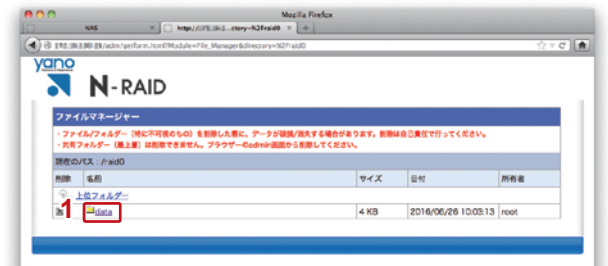 Mozilla Firefox
NAS
yano
N-RAID
ファイルマネージャー
・ファイル/フォルダー（特に不可視のもの）を削除した際に、データが破損/消失する場合があります。削除は自己責任で行ってください。
・共有フォルダー（最上層）は削除できません。ブラウザーのadmin画面から削除してください。
現在のパス : /raid0
削除 名前 サイズ 日付 所有者
上位フォルダー
1 data 4 KB 2016/06/26 10:03:13 root